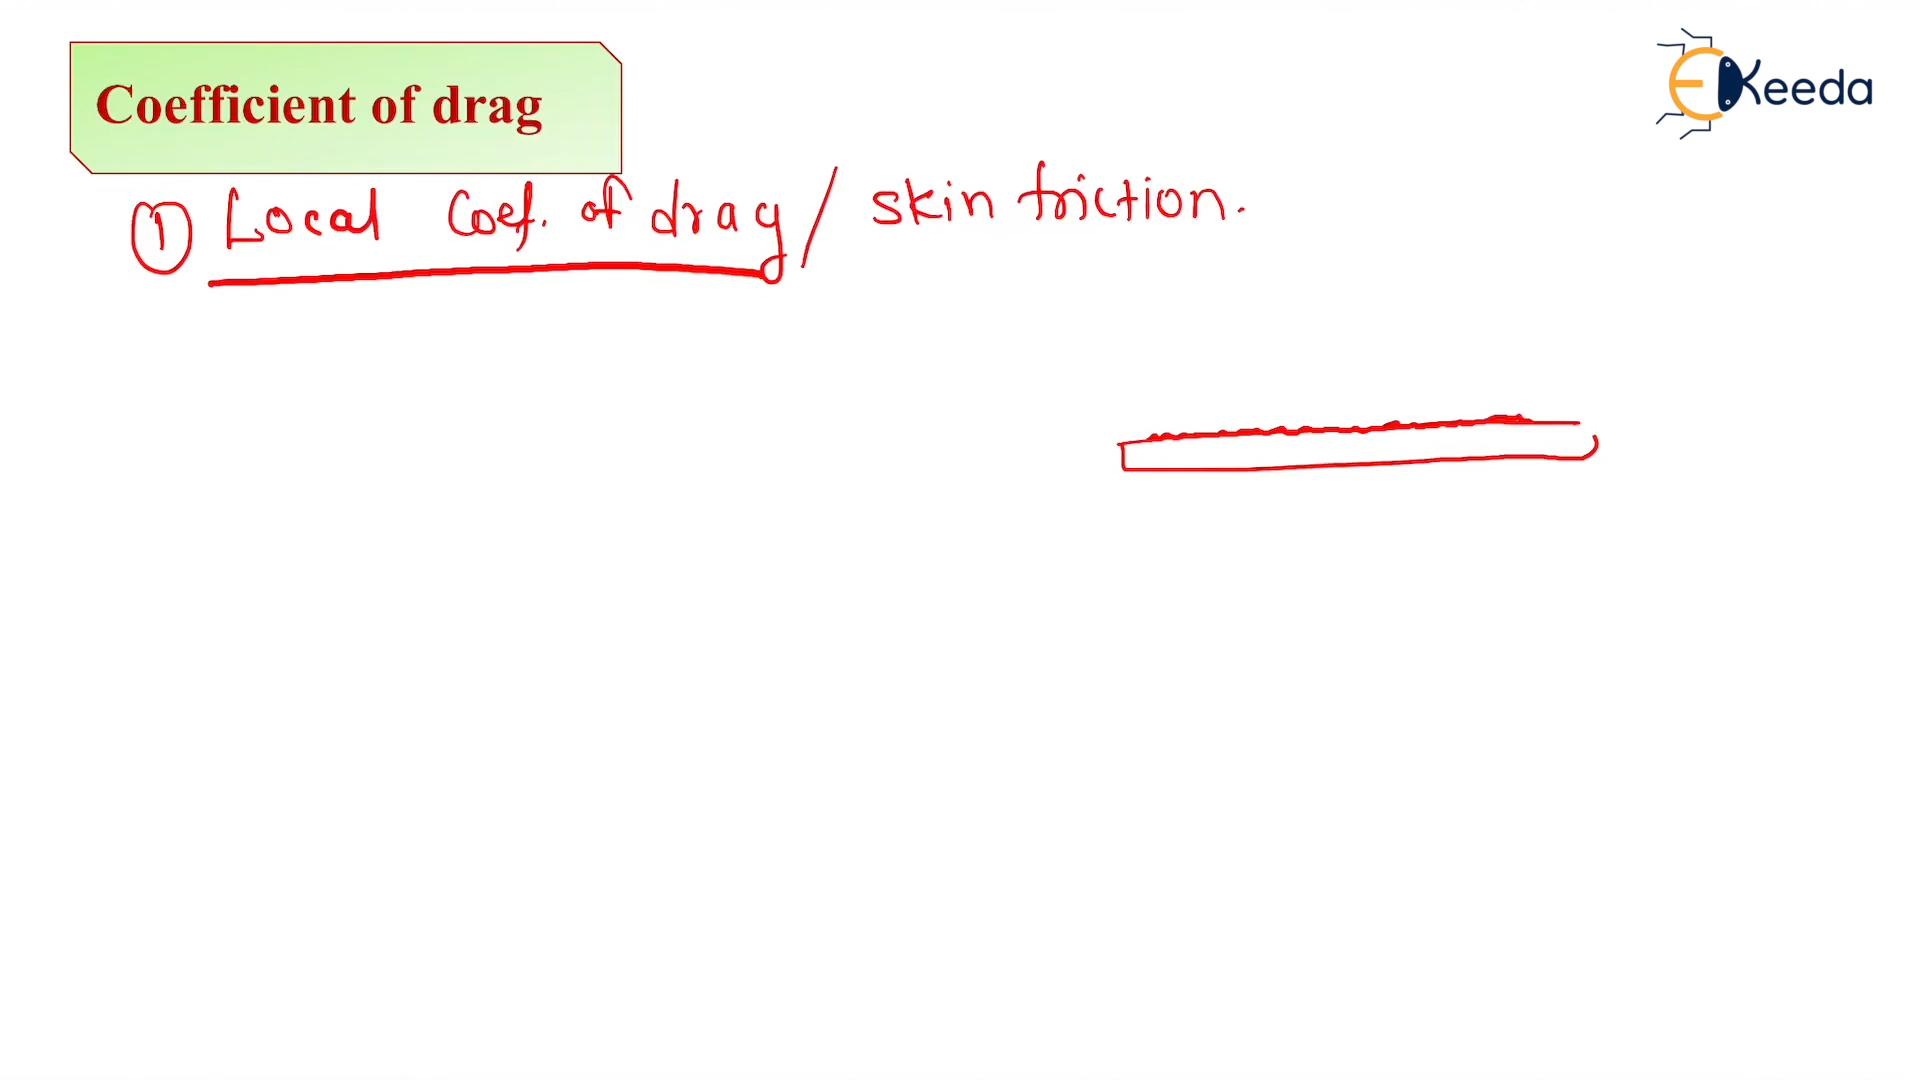 Coefficient of drag
EKeeda
① Local Coef. of drag / skin friction.